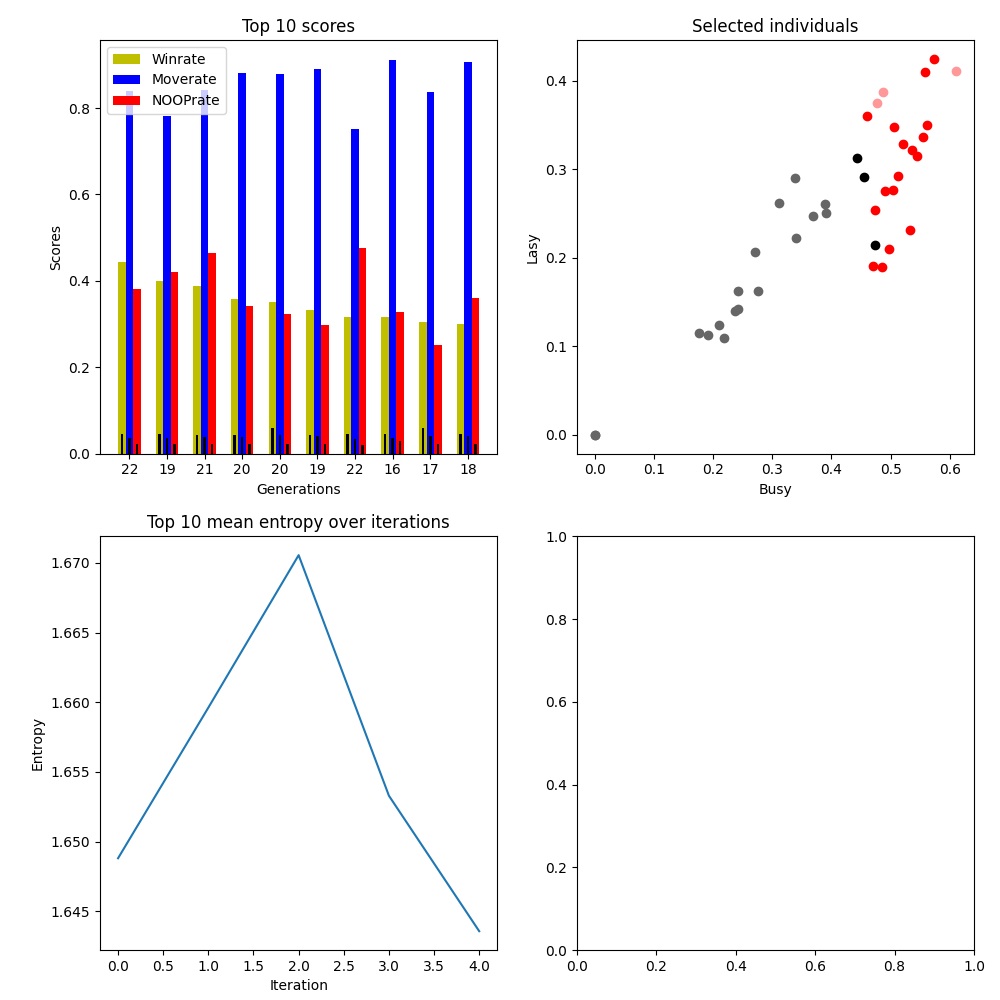 Top 10 scores
Winrate
Moverate
NOOPrate
Scores
0.8
0.6
0.4
0.2
0.0
22 19 21 20 20 19 22 16 17 18
Generations
Selected individuals
Lasy
0.4
0.3
0.2
0.1
0.0
0.0 0.1 0.2 0.3 0.4 0.5 0.6
Busy
Top 10 mean entropy over iterations
Entropy
1.670
1.665
1.660
1.655
1.650
1.645
0.0 0.5 1.0 1.5 2.0 2.5 3.0 3.5 4.0
Iteration
1.0
0.8
0.6
0.4
0.2
0.0
0.0 0.2 0.4 0.6 0.8 1.0